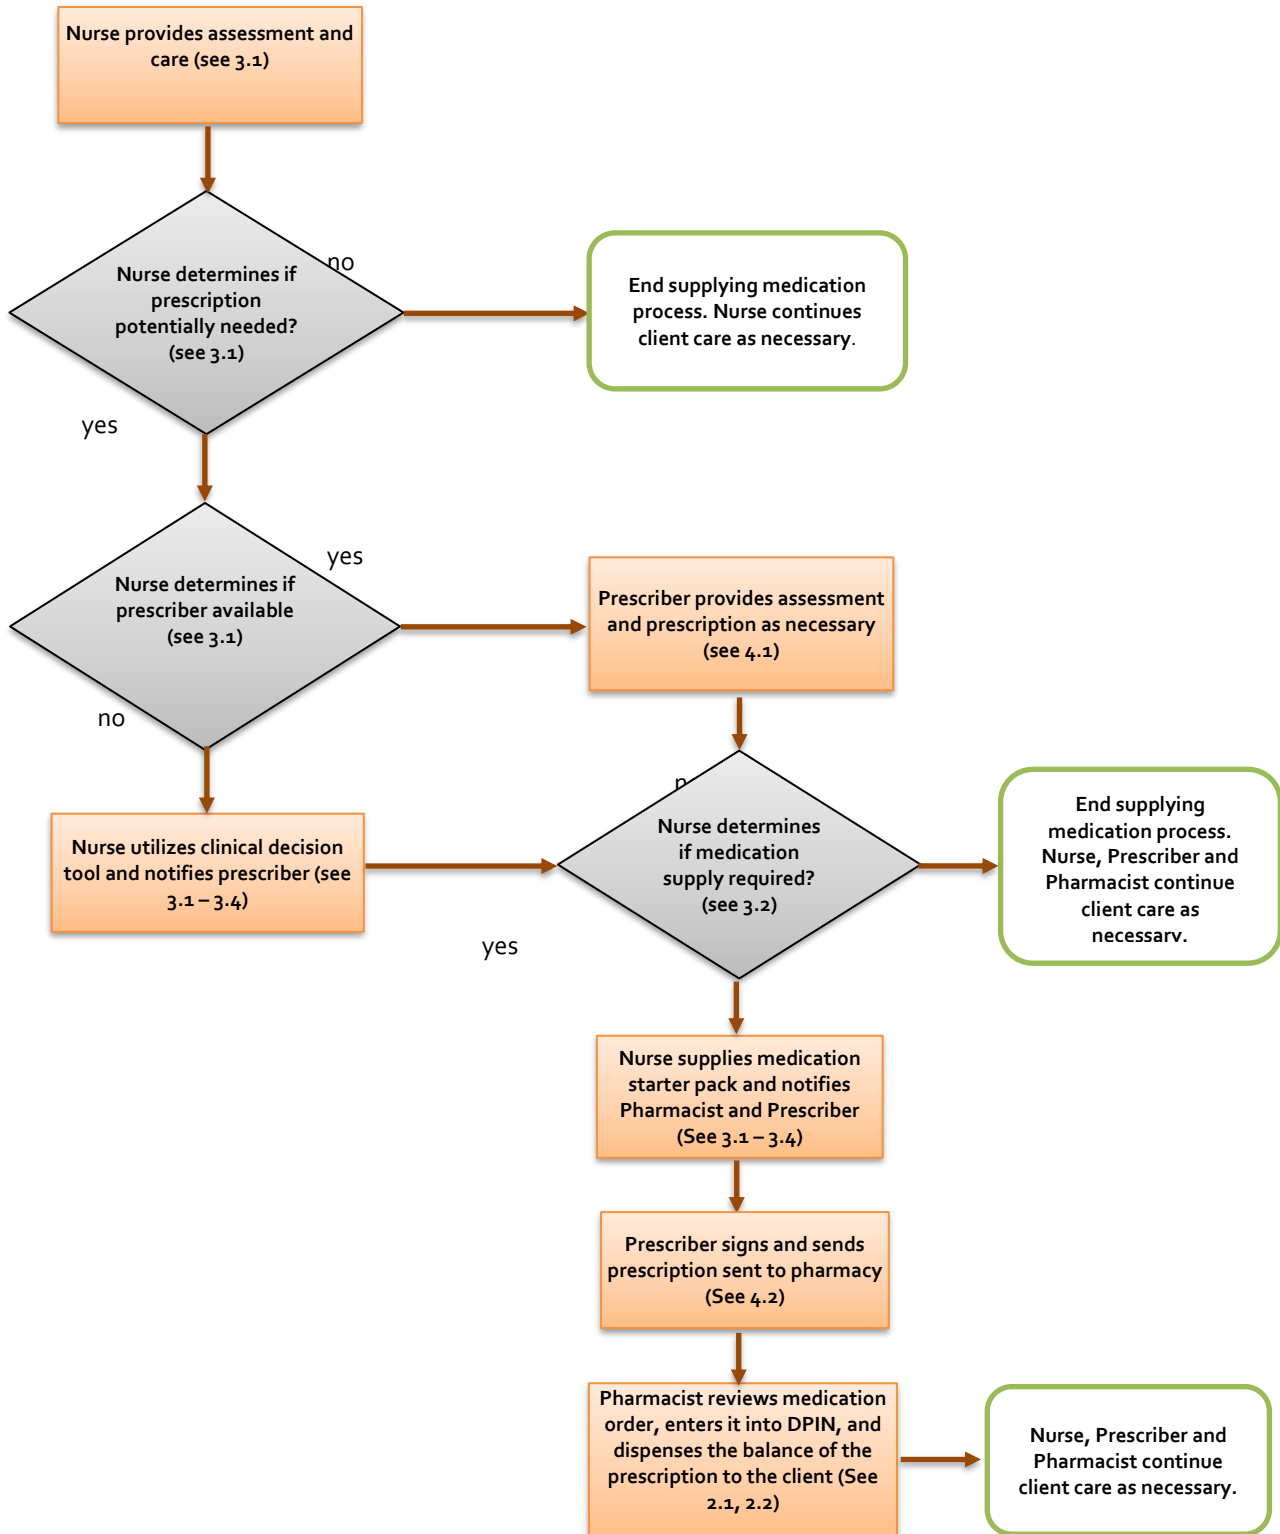 Nurse provides assessment and
care (see 3.1)
no
Nurse determines if
prescription
potentially needed?
(see 3.1)
End supplying medication
process. Nurse continues
client care as necessary.
yes
yes
Nurse determines if
prescriber available
(see 3.1)
Prescriber provides assessment
and prescription as necessary
(see 4.1)
no
Nurse utilizes clinical decision
tool and notifies prescriber (see
3.1 – 3.4)
Nurse determines
if medication
supply required?
(see 3.2)
End supplying
medication process.
Nurse, Prescriber and
Pharmacist continue
client care as
necessary.
yes
Nurse supplies medication
starter pack and notifies
Pharmacist and Prescriber
(See 3.1 – 3.4)
Prescriber signs and sends
prescription sent to pharmacy
(See 4.2)
Pharmacist reviews medication
order, enters it into DPIN, and
dispenses the balance of the
prescription to the client (See
2.1, 2.2)
Nurse, Prescriber and
Pharmacist continue
client care as necessary.